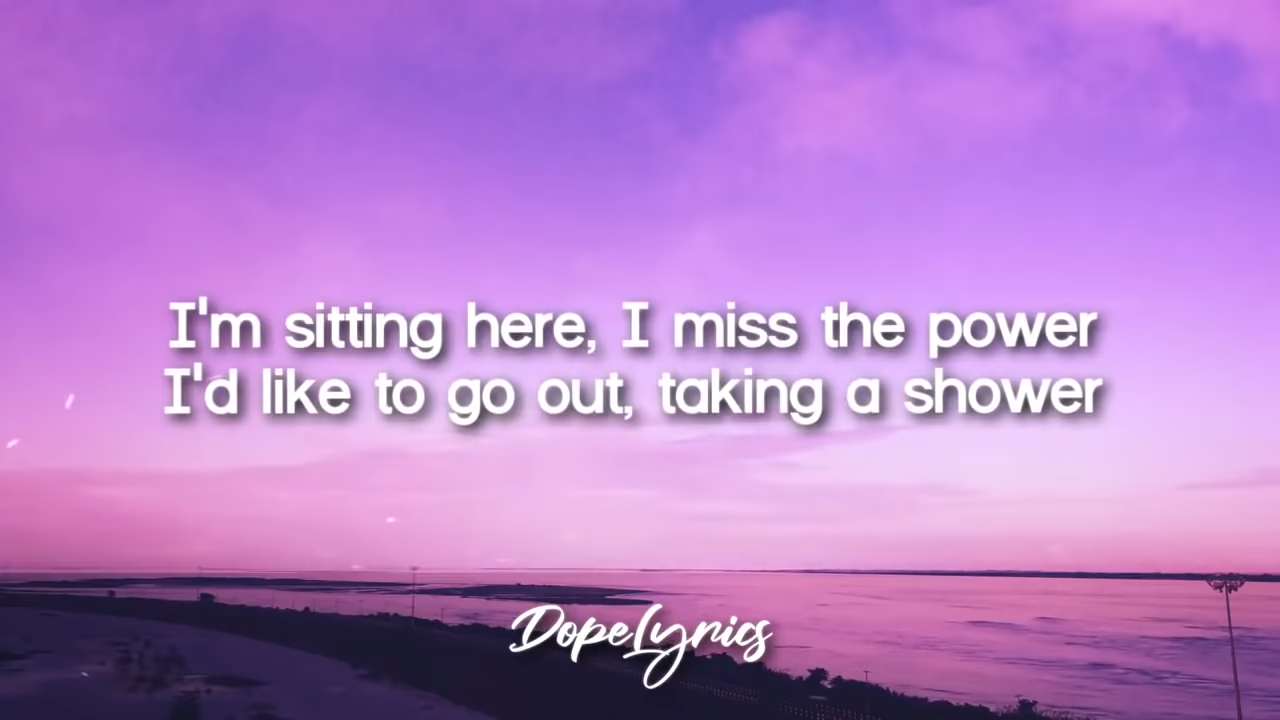 I'm sitting here, I miss the power
I'd like to go out, taking a shower
DopeLyrics